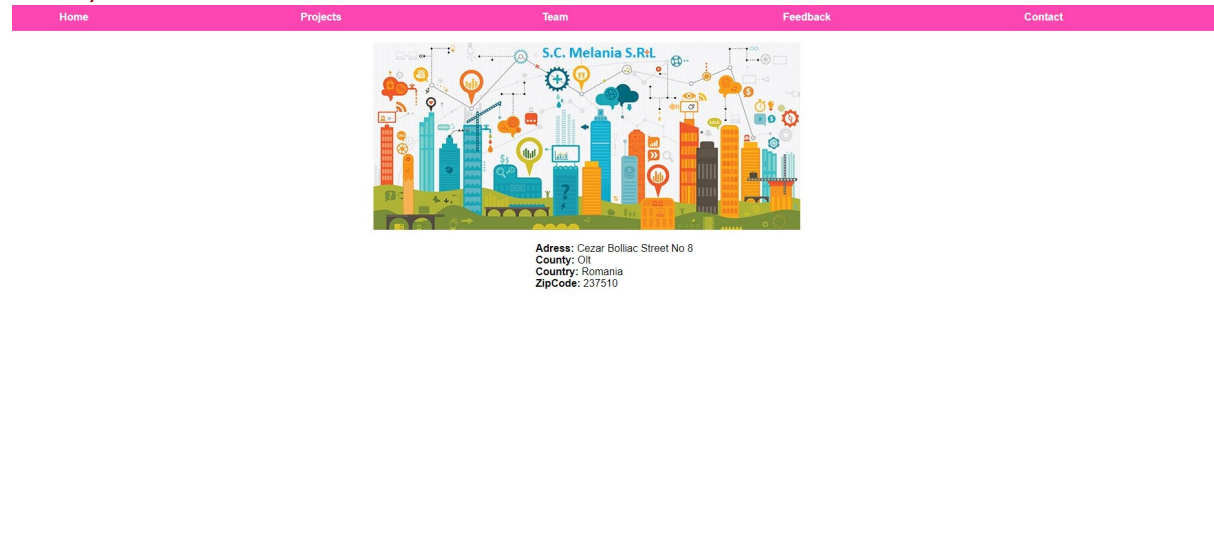 Home Projects Team Feedback Contact
S.C. Melania S.R.L
$$
?
Adress: Cezar Bolliac Street No 8
County: Olt
Country: Romania
ZipCode: 237510